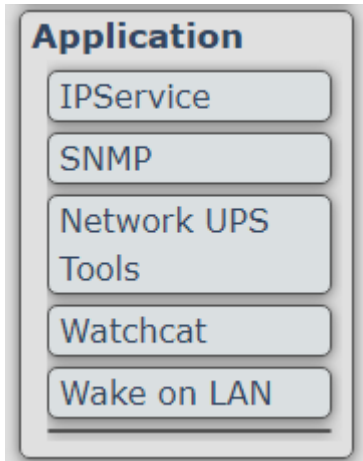 Application
IPService
SNMP
Network UPS
Tools
Watchcat
Wake on LAN